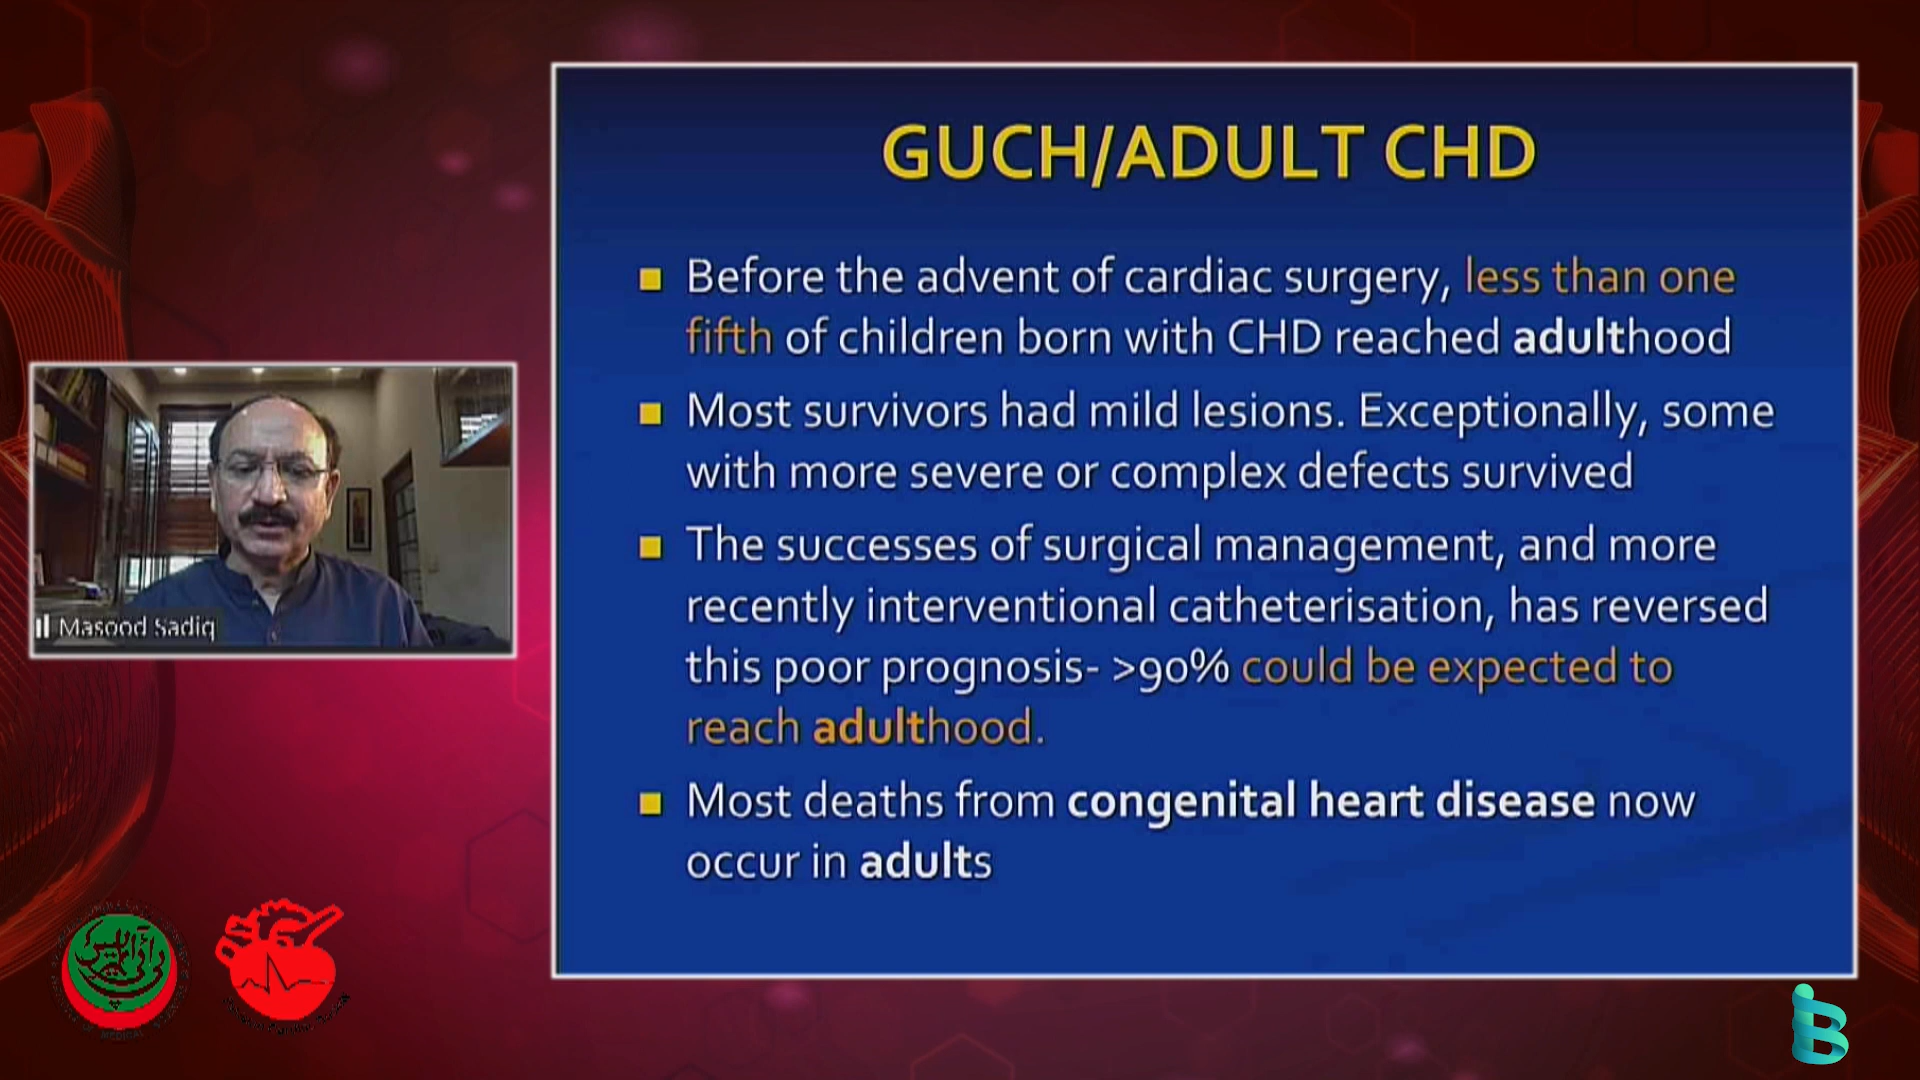 GUCH/ADULT CHD
Before the advent of cardiac surgery, less than one
fifth of children born with CHD reached adulthood
Most survivors had mild lesions. Exceptionally, some
with more severe or complex defects survived
The successes of surgical management, and more
recently interventional catheterisation, has reversed
this poor prognosis- >90% could be expected to
reach adulthood.
Most deaths from congenital heart disease now
occur in adults
Masood Sadiq